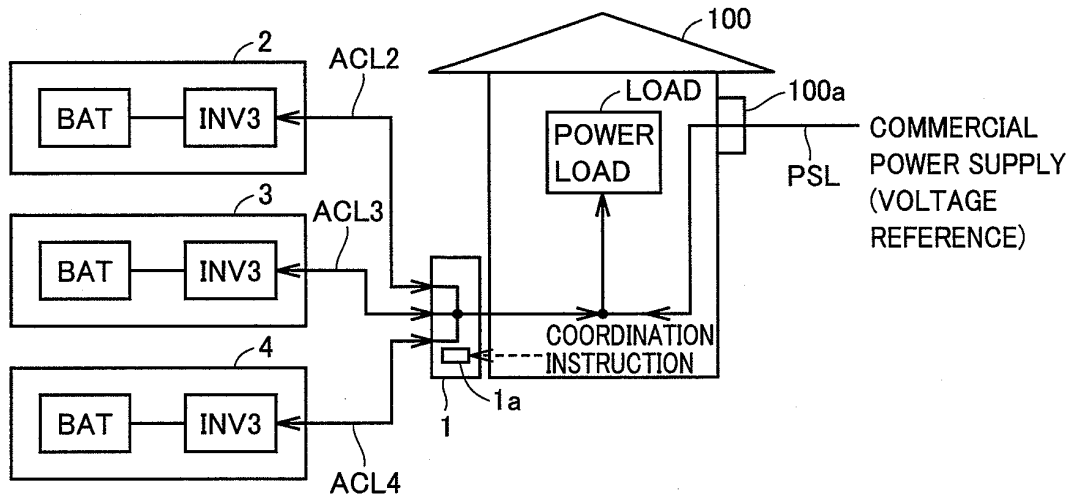 2
BAT
INV3
ACL2
3
BAT
INV3
ACL3
4
BAT
INV3
ACL4
1
1a
100
LOAD
POWER
LOAD
100a
PSL
COMMERCIAL
POWER SUPPLY
(VOLTAGE
REFERENCE)
COORDINATION
INSTRUCTION